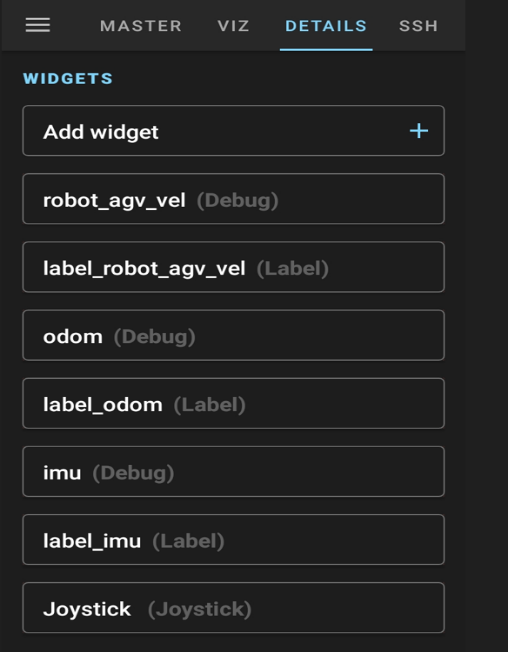 MASTER VIZ DETAILS SSH
WIDGETS
Add widget +
robot_agv_vel (Debug)
label_robot_agv_vel (Label)
odom (Debug)
label_odom (Label)
imu (Debug)
label_imu (Label)
Joystick (Joystick)